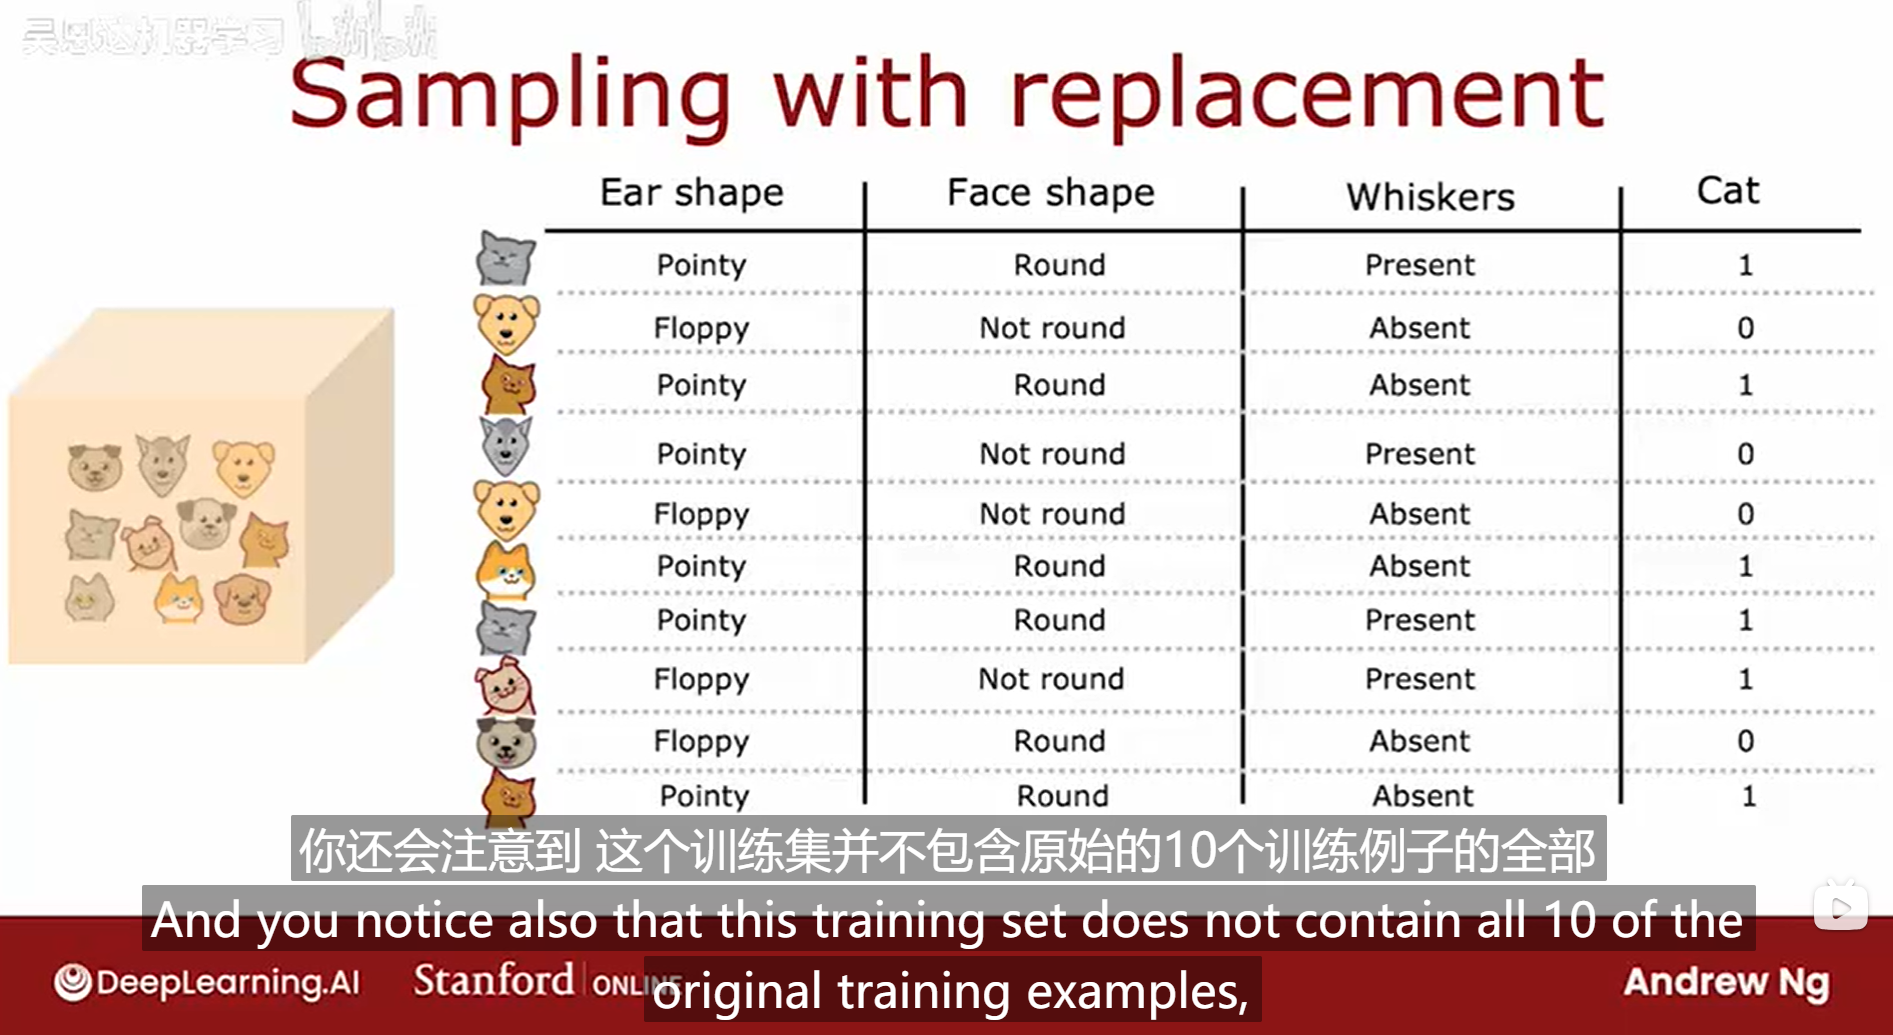 吴恩达机器学习 bilibili
Sampling with replacement
Ear shape Face shape Whiskers Cat
Pointy Round Present 1
Floppy Not round Absent 0
Pointy Round Absent 1
Pointy Not round Present 0
Floppy Not round Absent 0
Pointy Round Absent 1
Pointy Round Present 1
Floppy Not round Present 1
Floppy Round Absent 0
Pointy Round Absent 1
你还会注意到 这个训练集并不包含原始的10个训练例子的全部
And you notice also that this training set does not contain all 10 of the
original training examples,
DeepLearning.AI Stanford ONLINE Andrew Ng